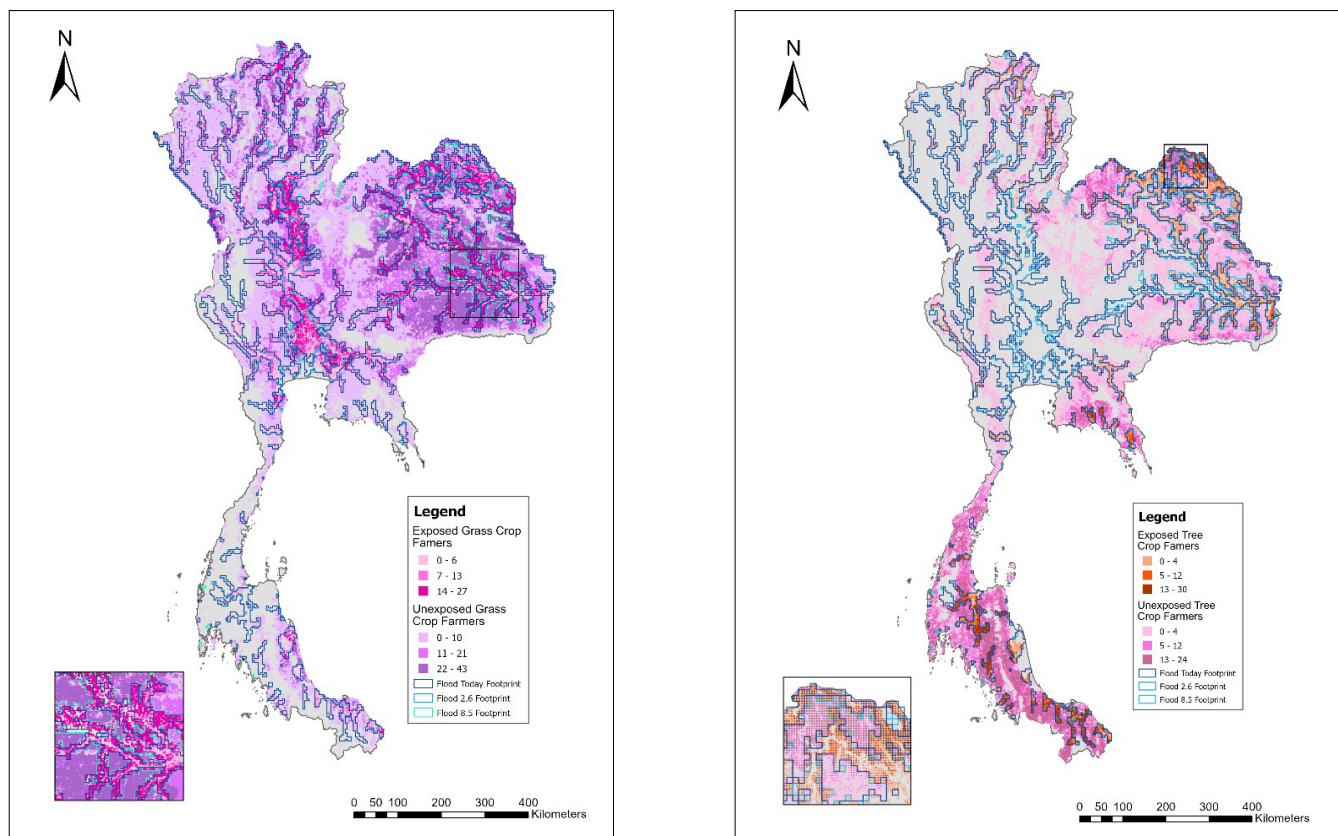 N
Legend
Exposed Grass Crop
Famers
0 - 6
7 - 13
14 - 27
Unexposed Grass
Crop Farmers
0 - 10
11 - 21
22 - 43
Flood Today Footprint
Flood 2.6 Footprint
Flood 8.5 Footprint
0 50 100 200 300 400
Kilometers
N
Legend
Exposed Tree
Crop Famers
0 - 4
5 - 12
13 - 30
Unexposed Tree
Crop Farmers
0 - 4
5 - 12
13 - 24
Flood Today Footprint
Flood 2.6 Footprint
Flood 8.5 Footprint
0 50 100 200 300 400
Kilometers